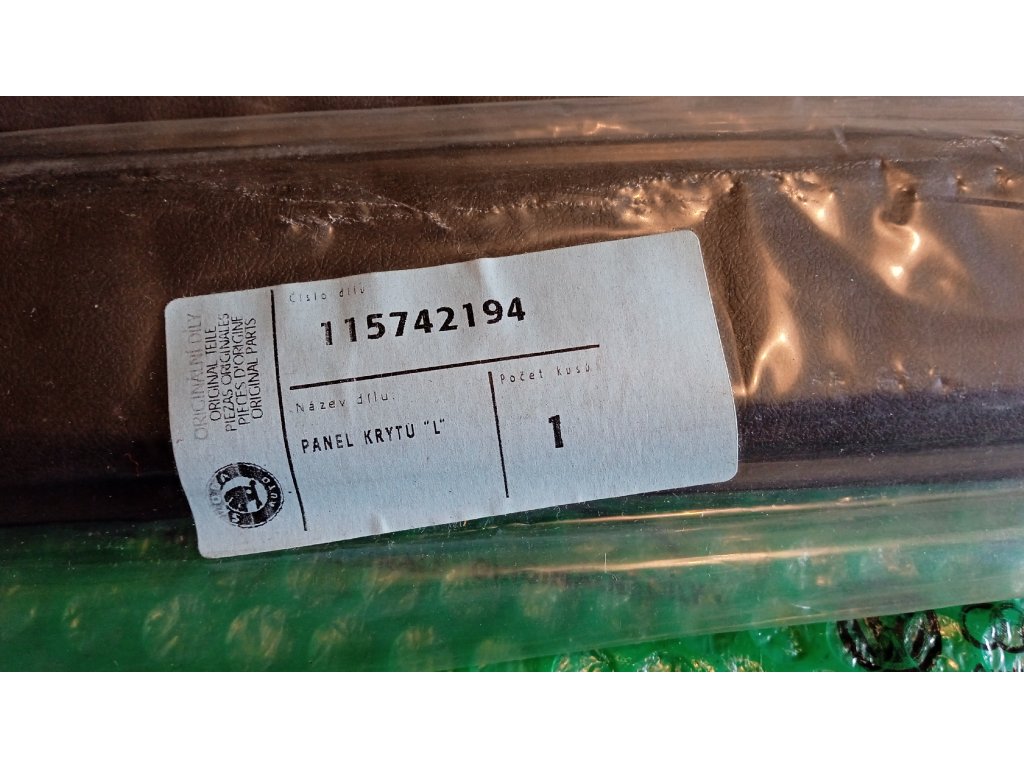 ORIGINÁLNÍ DÍLY
ORIGINAL TEILE
PIEZAS ORIGINALES
PIECES D'ORIGINE
ORIGINAL PARTS
Číslo dílu
115742194
Název dílu:
PANEL KRYTU "L"
Počet kusů
1